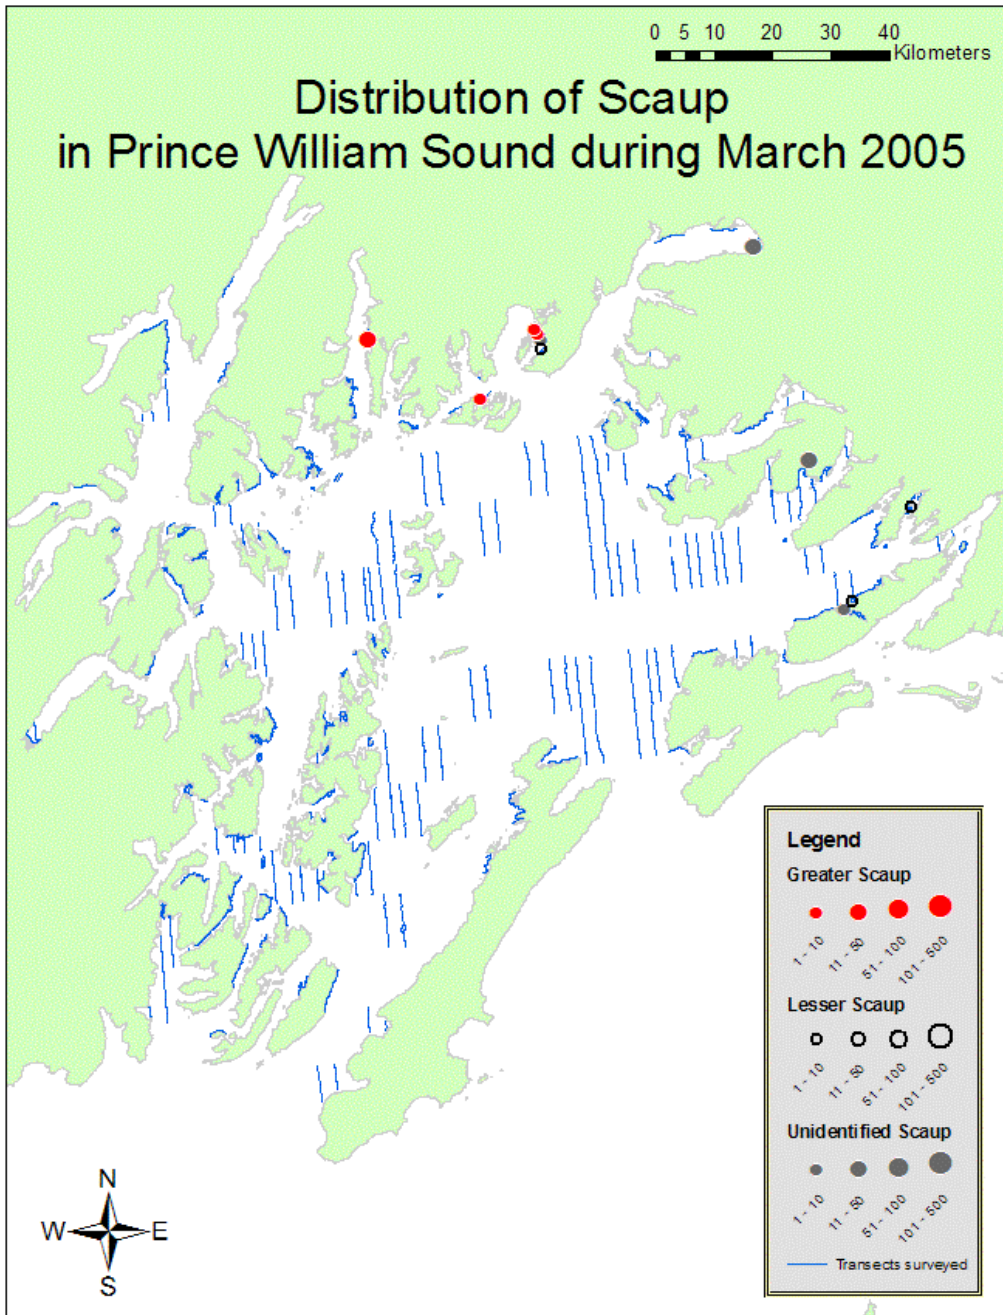 0 5 10 20 30 40
Kilometers
Distribution of Scaup
in Prince William Sound during March 2005
Legend
Greater Scaup
1 - 10 11 - 50 51 - 100 101 - 500
Lesser Scaup
1 - 10 11 - 50 51 - 100 101 - 500
Unidentified Scaup
1 - 10 11 - 50 51 - 100 101 - 500
Transects surveyed
N
W E
S